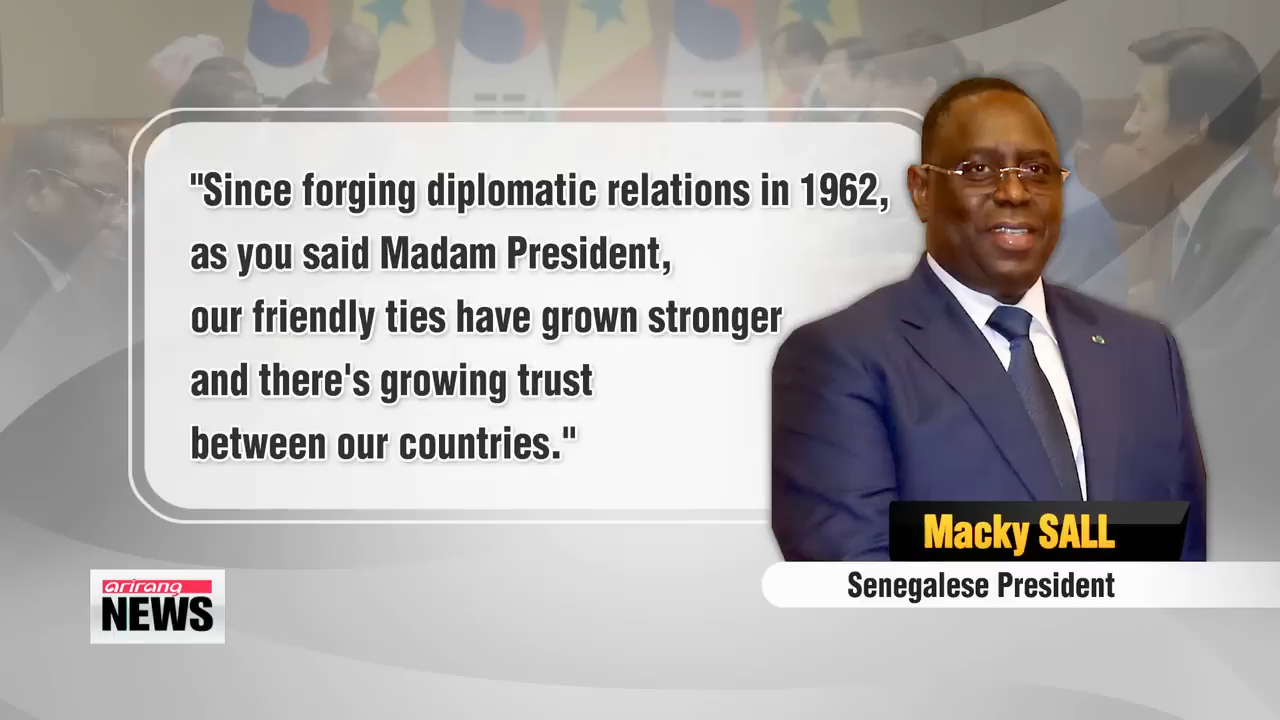 "Since forging diplomatic relations in 1962,
as you said Madam President,
our friendly ties have grown stronger
and there's growing trust
between our countries."
Macky SALL
Senegalese President
arirang
NEWS